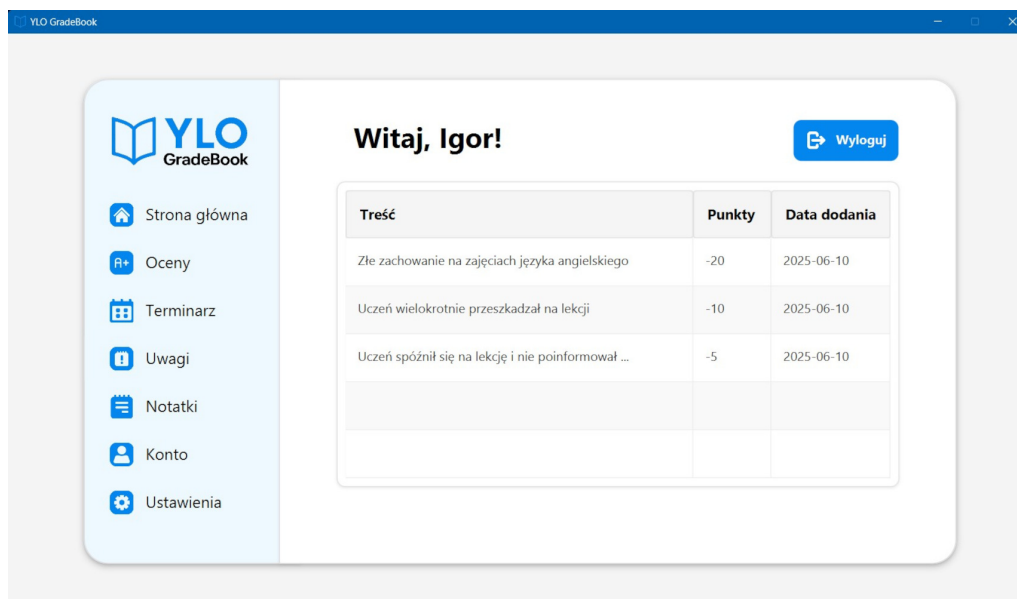 YLO GradeBook
YLO
GradeBook
Strona główna
A+ Oceny
Terminarz
Uwagi
Notatki
Konto
Ustawienia
Witaj, Igor!
Wyloguj
Treść Punkty Data dodania
Złe zachowanie na zajęciach języka angielskiego -20 2025-06-10
Uczeń wielokrotnie przeszkadzał na lekcji -10 2025-06-10
Uczeń spóźnił się na lekcję i nie poinformował ... -5 2025-06-10